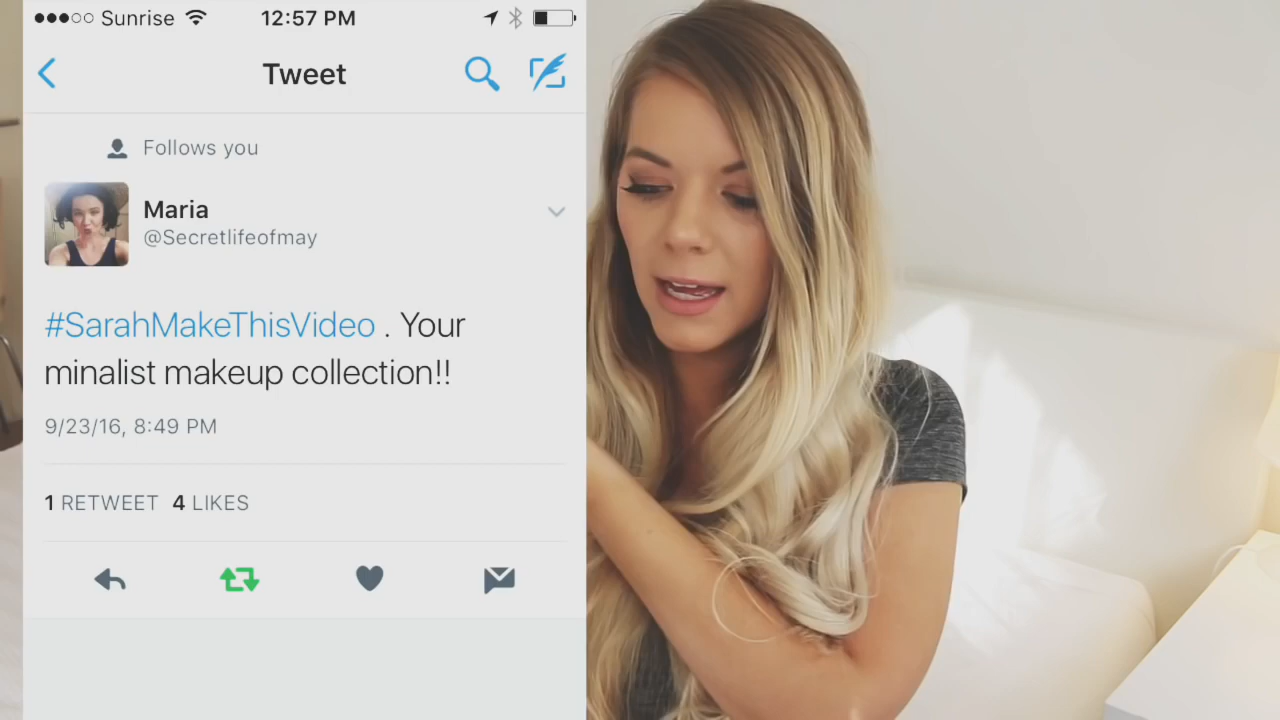 Sunrise 12:57 PM
Tweet
Follows you
Maria
@Secretlifeofmay
#SarahMakeThisVideo . Your
minalist makeup collection!!
9/23/16, 8:49 PM
1 RETWEET 4 LIKES